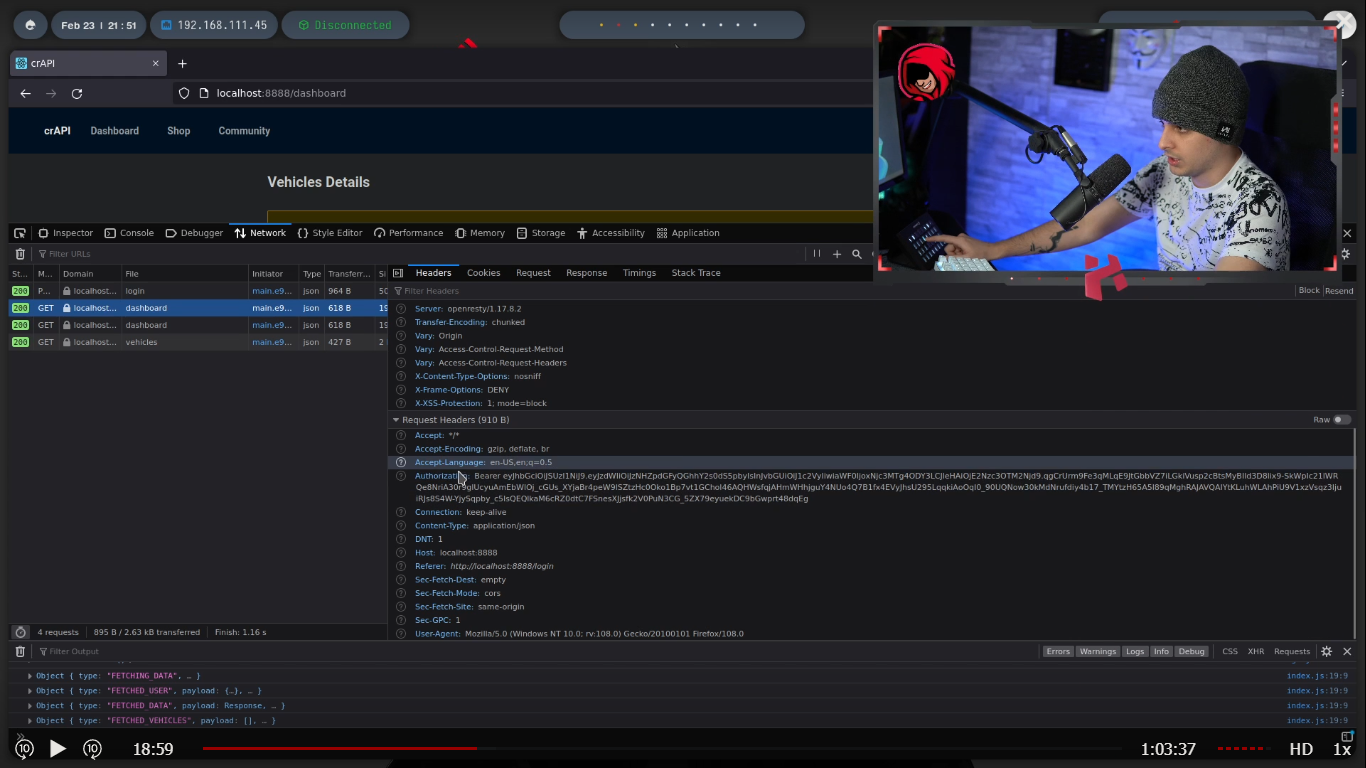 Feb 23 | 21:51
192.168.111.45
Disconnected
crAPI
localhost:8888/dashboard
crAPI
Dashboard
Shop
Community
Vehicles Details
Inspector
Console
Debugger
Network
Style Editor
Performance
Memory
Storage
Accessibility
Application
Filter URLs
St... M... Domain File Initiator Type Transferr... Si
200 P... localhost... login main.e9... json 964 B 50
200 GET localhost... dashboard main.e9... json 618 B 19
200 GET localhost... dashboard main.e9... json 618 B 19
200 GET localhost... vehicles main.e9... json 427 B 2
4 requests
895 B / 2.63 kB transferred
Finish: 1.16 s
Headers
Cookies
Request
Response
Timings
Stack Trace
Filter Headers
Block
Resend
Server: openresty/1.17.8.2
Transfer-Encoding: chunked
Vary: Origin
Vary: Access-Control-Request-Method
Vary: Access-Control-Request-Headers
X-Content-Type-Options: nosniff
X-Frame-Options: DENY
X-XSS-Protection: 1; mode=block
Request Headers (910 B)
Raw
Accept: */*
Accept-Encoding: gzip, deflate, br
Accept-Language: en-US,en;q=0.5
Authorization: Bearer
Connection: keep-alive
Content-Type: application/json
DNT: 1
Host: localhost:8888
Referer: http://localhost:8888/login
Sec-Fetch-Dest: empty
Sec-Fetch-Mode: cors
Sec-Fetch-Site: same-origin
Sec-GPC: 1
User-Agent: Mozilla/5.0 (Windows NT 10.0; rv:108.0) Gecko/20100101 Firefox/108.0
Filter Output
Errors
Warnings
Logs
Info
Debug
CSS
XHR
Requests
Object { type: "FETCHING_DATA", … } index.js:19:9
Object { type: "FETCHED_USER", payload: {…}, … } index.js:19:9
Object { type: "FETCHED_DATA", payload: Response, … } index.js:19:9
Object { type: "FETCHED_VEHICLES", payload: [], … } index.js:19:9
10
10
18:59
1:03:37
HD
1x